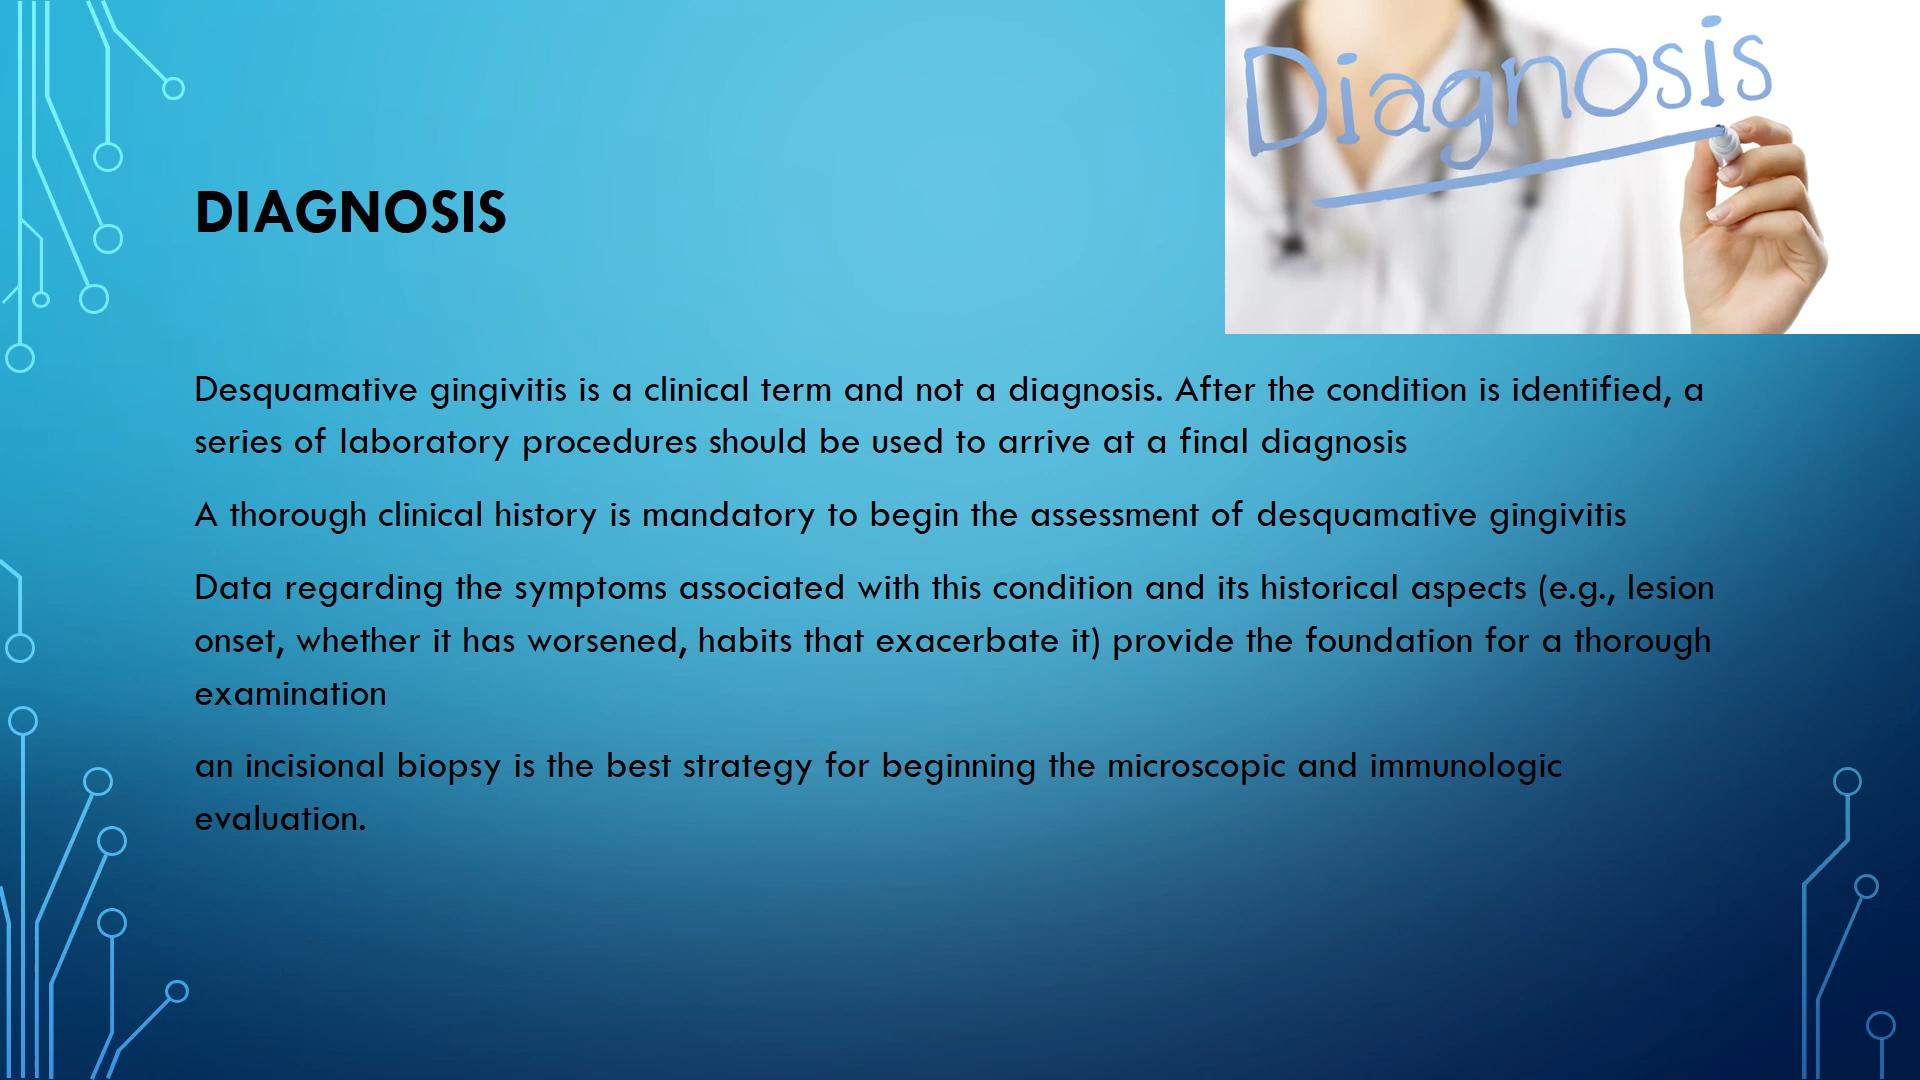 Diagnosis
DIAGNOSIS
Desquamative gingivitis is a clinical term and not a diagnosis. After the condition is identified, a
series of laboratory procedures should be used to arrive at a final diagnosis
A thorough clinical history is mandatory to begin the assessment of desquamative gingivitis
Data regarding the symptoms associated with this condition and its historical aspects (e.g., lesion
onset, whether it has worsened, habits that exacerbate it) provide the foundation for a thorough
examination
an incisional biopsy is the best strategy for beginning the microscopic and immunologic
evaluation.